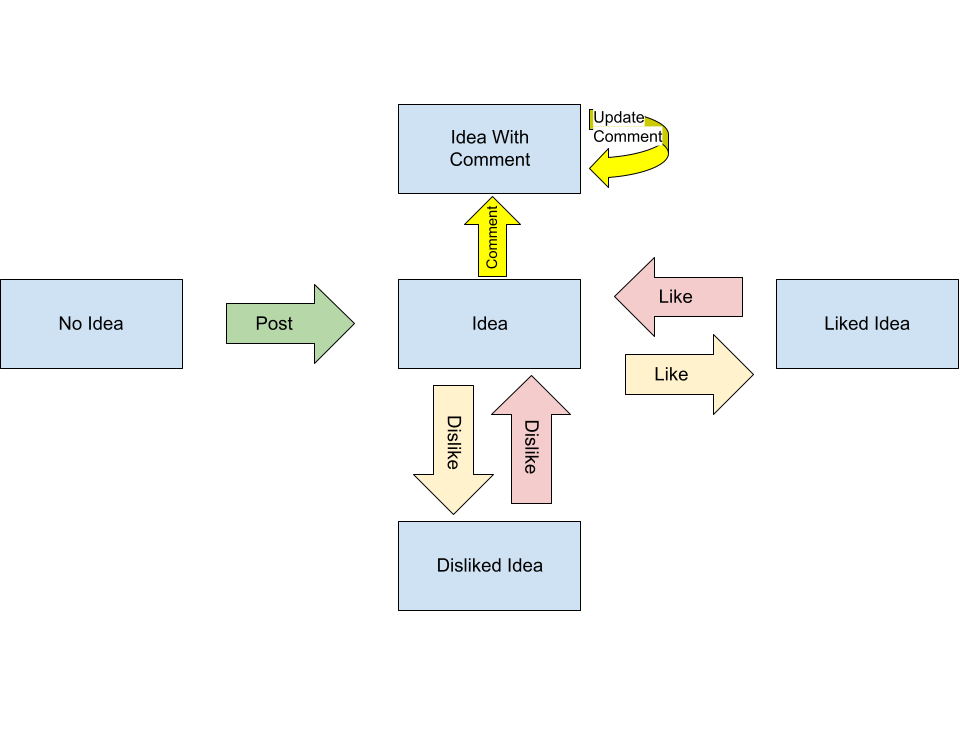 Idea With
Comment
Update
Comment
Comment
No Idea
Post
Idea
Like
Like
Liked Idea
Dislike
Dislike
Disliked Idea